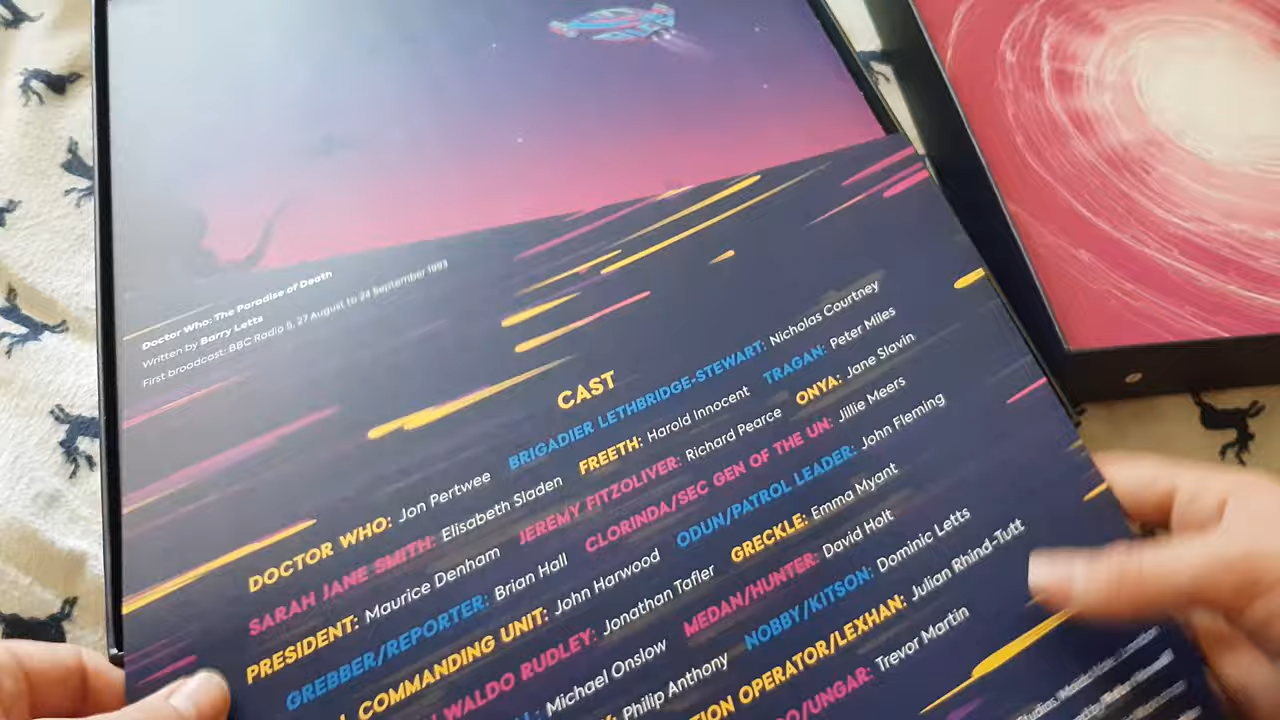 Doctor Who: The Paradise of Death
Written by Barry Letts
First broadcast: BBC Radio 5, 27 August to 24 September 1993
CAST
DOCTOR WHO: Jon Pertwee BRIGADIER LETHBRIDGE-STEWART: Nicholas Courtney
SARAH JANE SMITH: Elisabeth Sladen FREETH: Harold Innocent TRAGAN: Peter Miles
PRESIDENT: Maurice Denham JEREMY FITZOLIVER: Richard Pearce ONYA: Jane Slavin
GREBBER/REPORTER: Brian Hall CLORINDA/SEC GEN OF THE UN: Jillie Meers
COMMANDING UNIT: John Harwood ODUN/PATROL LEADER: John Fleming
WALDO RUDLEY: Jonathan Tafler GRECKLE: Emma Myant
Michael Onslow MEDAN/HUNTER: David Holt
Philip Anthony NOBBY/KITSON: Dominic Letts
OPERATOR/LEXHAN: Julian Rhind-Tutt
UNGAR: Trevor Martin